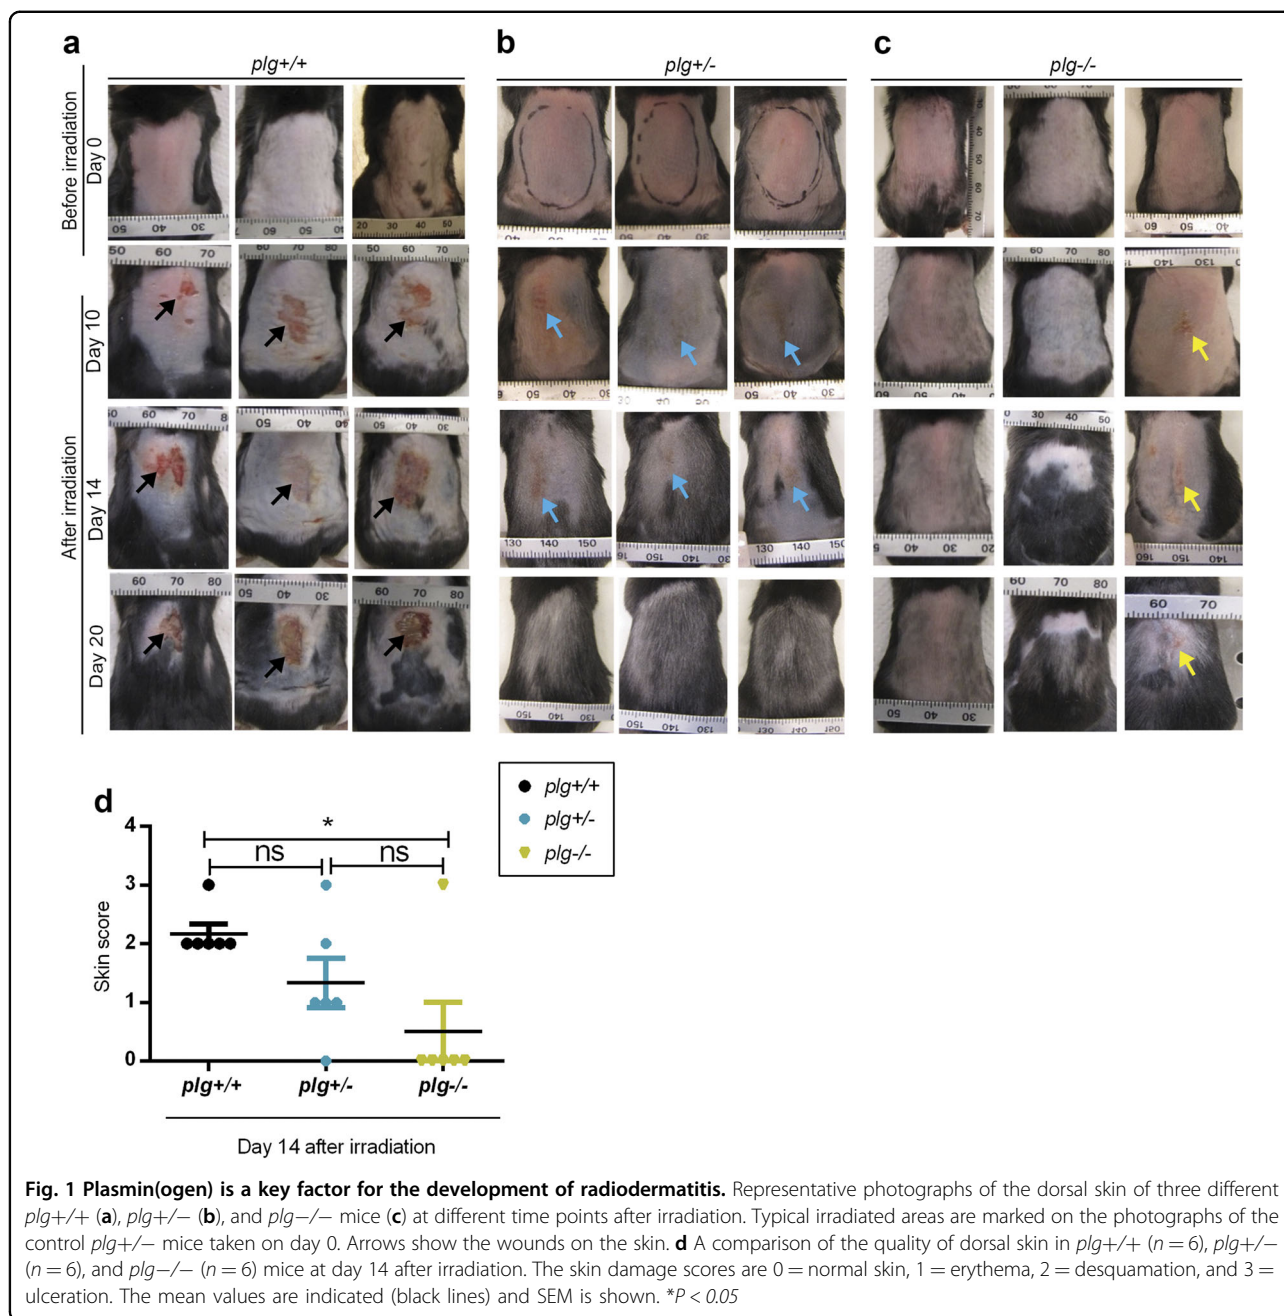 a
b
c
plg+/+
plg+/-
plg-/-
Before irradiation
Day 0
After irradiation
Day 10
Day 14
Day 20
d
plg+/+
plg+/-
plg-/-
4
3
2
1
0
Skin score
*
ns
ns
plg+/+
plg+/-
plg-/-
Day 14 after irradiation
Fig. 1 Plasmin(ogen) is a key factor for the development of radiodermatitis. Representative photographs of the dorsal skin of three different
plg+/+ (a), plg+/− (b), and plg−/− mice (c) at different time points after irradiation. Typical irradiated areas are marked on the photographs of the
control plg+/− mice taken on day 0. Arrows show the wounds on the skin. d A comparison of the quality of dorsal skin in plg+/+ (n = 6), plg+/−
(n = 6), and plg−/− (n = 6) mice at day 14 after irradiation. The skin damage scores are 0 = normal skin, 1 = erythema, 2 = desquamation, and 3 =
ulceration. The mean values are indicated (black lines) and SEM is shown. *P < 0.05